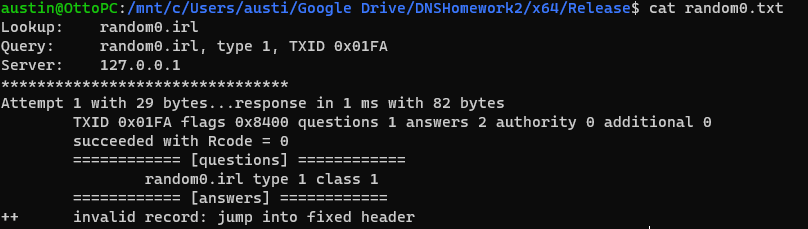 austin@OttoPC:/mnt/c/Users/austi/Google Drive/DNSHomework2/x64/Release$ cat random0.txt
Lookup:    random0.irl
Query:     random0.irl, type 1, TXID 0x01FA
Server:    127.0.0.1
********************************
Attempt 1 with 29 bytes...response in 1 ms with 82 bytes
        TXID 0x01FA flags 0x8400 questions 1 answers 2 authority 0 additional 0
        succeeded with Rcode = 0
        ============ [questions] ============
                random0.irl type 1 class 1
        ============ [answers] ============
++      invalid record: jump into fixed header